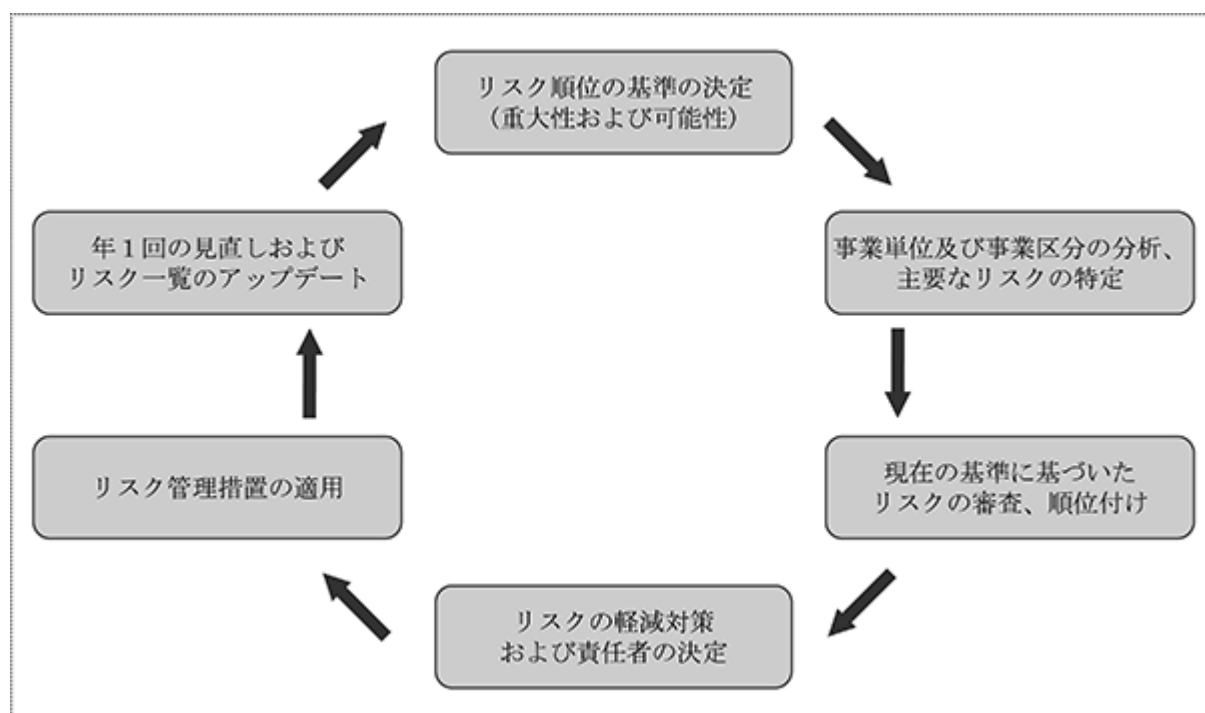 リスク順位の基準の決定
（重大性および可能性）
事業単位及び事業区分の分析、
主要なリスクの特定
現在の基準に基づいた
リスクの審査、順位付け
リスクの軽減対策
および責任者の決定
リスク管理措置の適用
年１回の見直しおよび
リスク一覧のアップデート